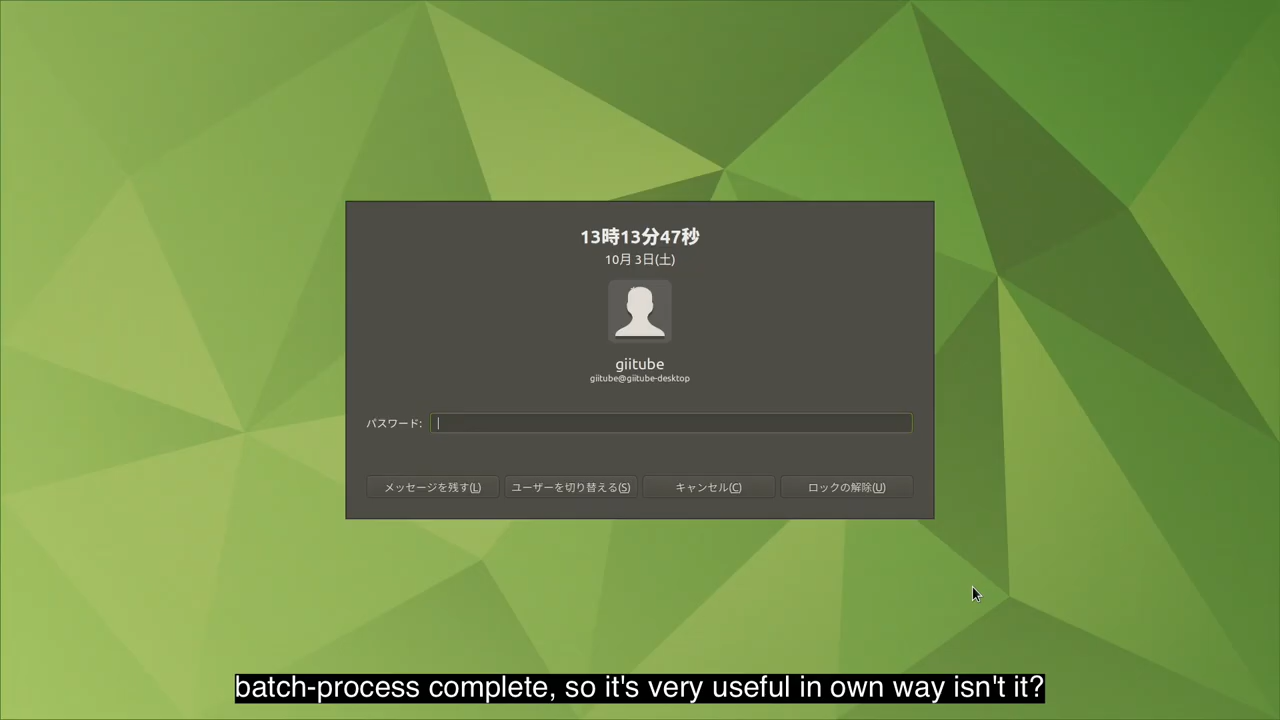 13時13分47秒
10月 3日(土)
giitube
giitube@giitube-desktop
パスワード:
メッセージを残す(L) ユーザーを切り替える(S) キャンセル(C) ロックの解除(U)
batch-process complete, so it's very useful in own way isn't it?